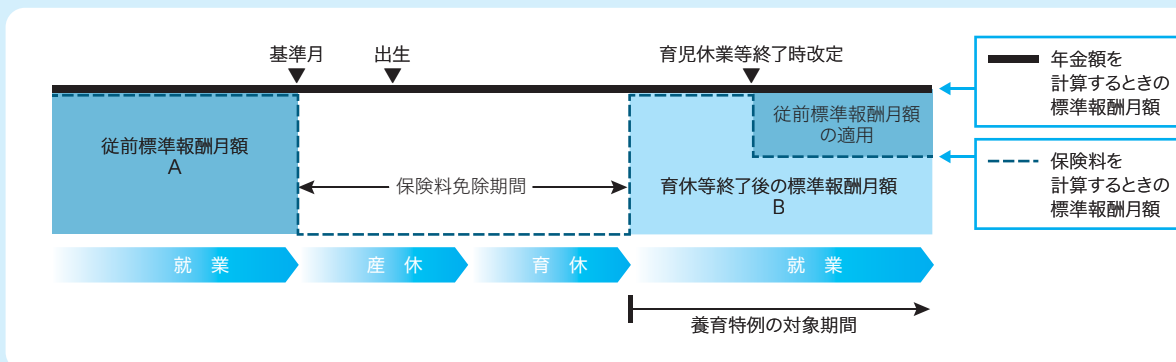 基準月
出生
育児休業等終了時改定
年金額を
計算するときの
標準報酬月額
従前標準報酬月額
A
従前標準報酬月額
の適用
保険料免除期間
育休等終了後の標準報酬月額
B
保険料を
計算するときの
標準報酬月額
就 業
産 休
育 休
就 業
養育特例の対象期間